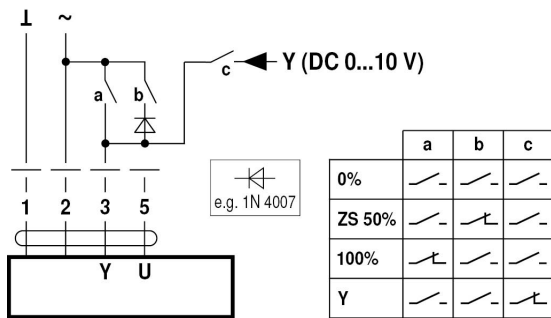 ⊥ ~
c Y (DC 0...10 V)
a b
1 2 3 5
Y U
e.g. 1N 4007
a b c
0%
ZS 50%
100%
Y